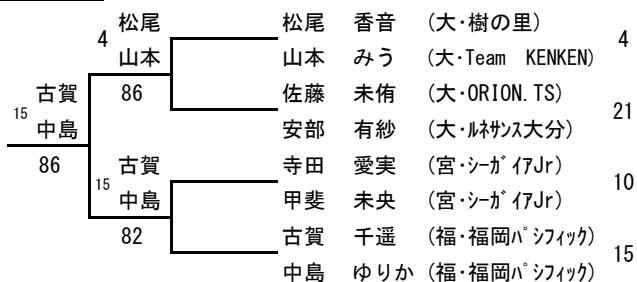 松尾 香音 (大・樹の里)
山本 みう (大・Team KENKEN)
4
佐藤 未侑 (大・ORION.TS)
安部 有紗 (大・ルネサンス大分)
21
寺田 愛実 (宮・シーガイアJr)
甲斐 未央 (宮・シーガイアJr)
10
古賀 千遥 (福・福岡パシフィック)
中島 ゆりか (福・福岡パシフィック)
15
4
松尾
山本
86
15
古賀
中島
82
15
古賀
中島
86